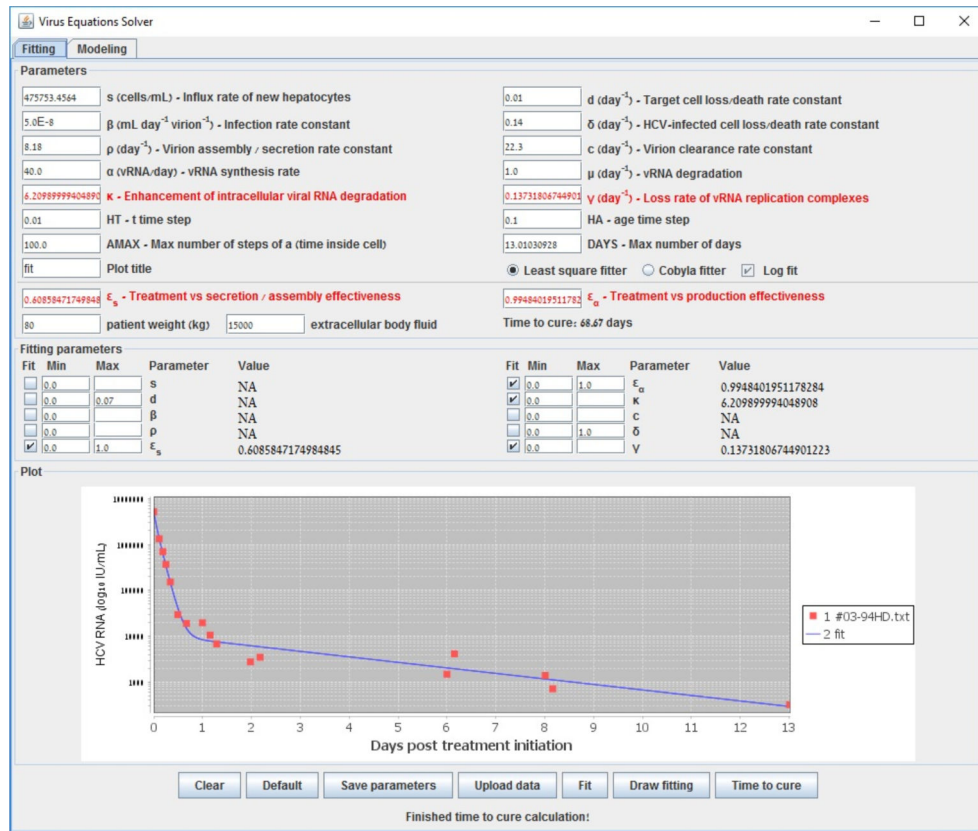 Virus Equations Solver
Fitting Modeling
Parameters
475753.4564 s (cells/mL) - Influx rate of new hepatocytes 0.01 d (day⁻¹) - Target cell loss/death rate constant
5.0E-8 β (mL day⁻¹ virion⁻¹) - Infection rate constant 0.14 δ (day⁻¹) - HCV-infected cell loss/death rate constant
8.18 ρ (day⁻¹) - Virion assembly / secretion rate constant 22.3 c (day⁻¹) - Virion clearance rate constant
40.0 α (vRNA/day) - vRNA synthesis rate 1.0 μ (day⁻¹) - vRNA degradation
6.20989999404890 κ - Enhancement of intracellular viral RNA degradation 0.13731806744901 γ (day⁻¹) - Loss rate of vRNA replication complexes
0.01 HT - t time step 0.1 HA - age time step
100.0 AMAX - Max number of steps of a (time inside cell) 13.01030928 DAYS - Max number of days
fit Plot title Least square fitter Cobyla fitter Log fit
0.60858471749848 εs - Treatment vs secretion / assembly effectiveness 0.99484019511782 εα - Treatment vs production effectiveness
80 patient weight (kg) 15000 extracellular body fluid Time to cure: 68.67 days
Fitting parameters
Fit Min Max Parameter Value Fit Min Max Parameter Value
0.0 s NA 0.0 1.0 εα 0.9948401951178284
0.0 0.07 d NA 0.0 κ 6.209899994048908
0.0 β NA 0.0 c NA
0.0 ρ NA 0.0 1.0 δ NA
0.0 1.0 εs 0.6085847174984845 0.0 γ 0.13731806744901223
Plot
HCV RNA (log₁₀ IU/mL)
1000000
100000
10000
1000
1000
1 #03-94HD.txt
2 fit
0 1 2 3 4 5 6 7 8 9 10 11 12 13
Days post treatment initiation
Clear Default Save parameters Upload data Fit Draw fitting Time to cure
Finished time to cure calculation!